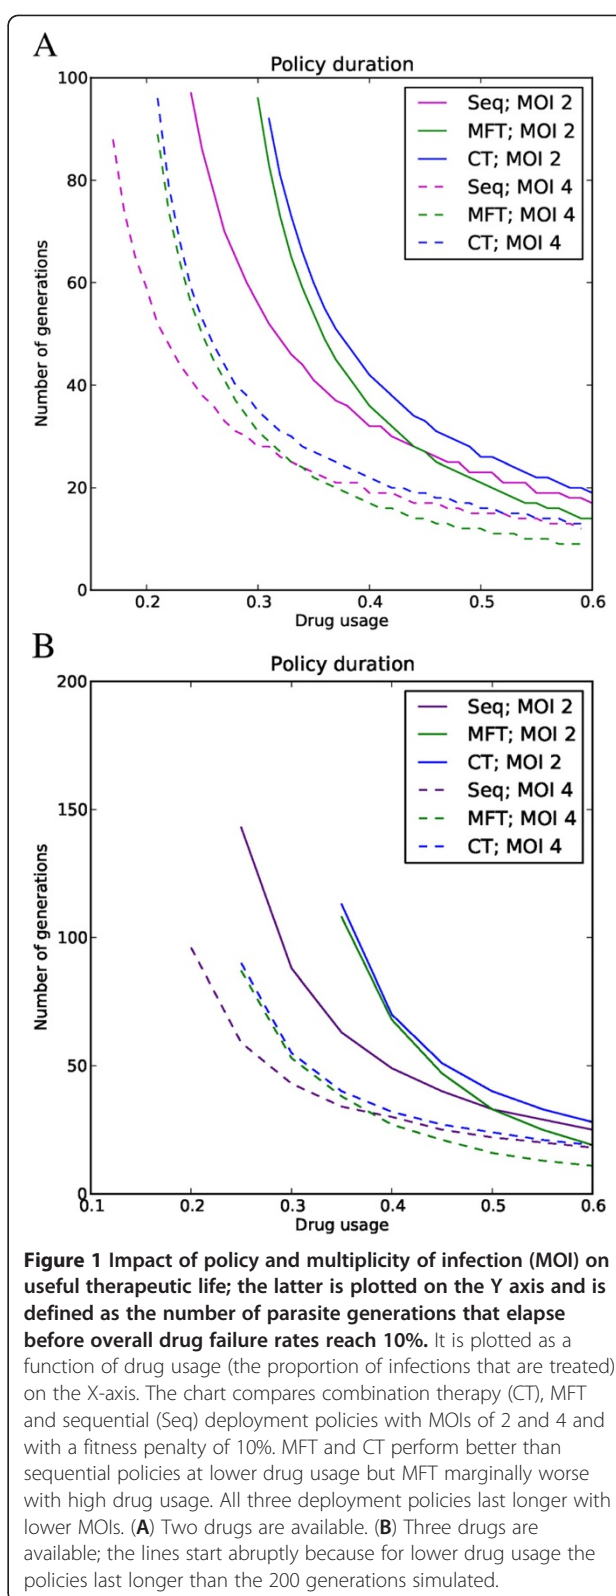 A
Policy duration
100
80
60
40
20
0
Number of generations
Seq; MOI 2
MFT; MOI 2
CT; MOI 2
Seq; MOI 4
MFT; MOI 4
CT; MOI 4
0.2
0.3
0.4
0.5
0.6
Drug usage
B
Policy duration
200
150
100
50
0
Number of generations
Seq; MOI 2
MFT; MOI 2
CT; MOI 2
Seq; MOI 4
MFT; MOI 4
CT; MOI 4
0.1
0.2
0.3
0.4
0.5
0.6
Drug usage
Figure 1 Impact of policy and multiplicity of infection (MOI) on
useful therapeutic life; the latter is plotted on the Y axis and is
defined as the number of parasite generations that elapse
before overall drug failure rates reach 10%. It is plotted as a
function of drug usage (the proportion of infections that are treated)
on the X-axis. The chart compares combination therapy (CT), MFT
and sequential (Seq) deployment policies with MOIs of 2 and 4 and
with a fitness penalty of 10%. MFT and CT perform better than
sequential policies at lower drug usage but MFT marginally worse
with high drug usage. All three deployment policies last longer with
lower MOIs. (A) Two drugs are available. (B) Three drugs are
available; the lines start abruptly because for lower drug usage the
policies last longer than the 200 generations simulated.